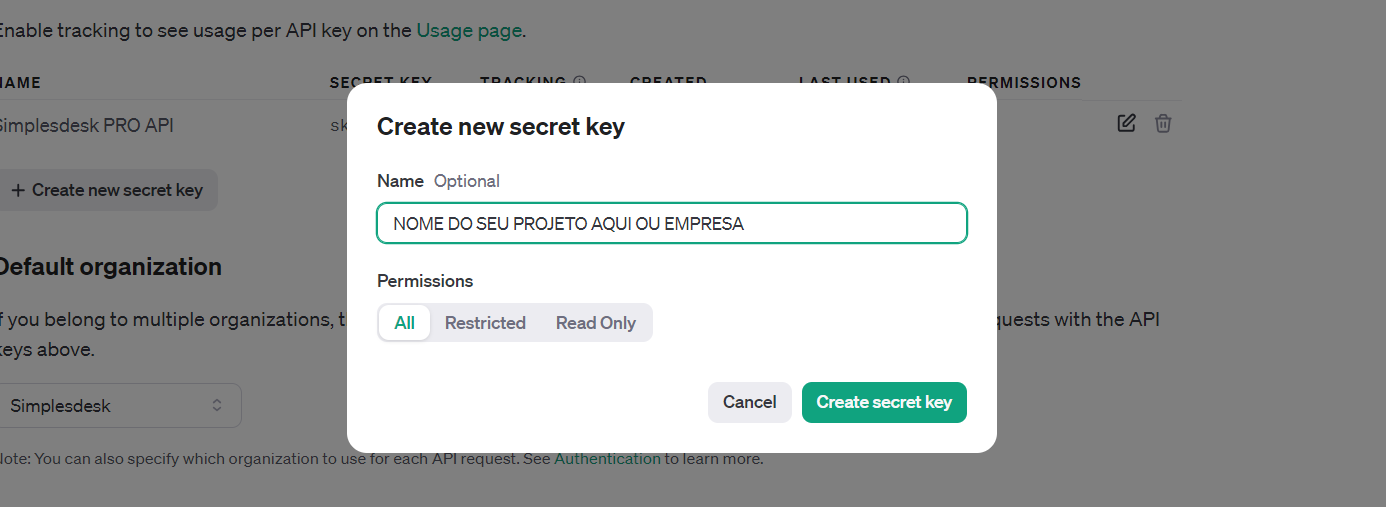 Enable tracking to see usage per API key on the Usage page.
NAME SECRET KEY TRACKING CREATED LAST USED PERMISSIONS
Simplesdesk PRO API sk
+ Create new secret key
Create new secret key
Name Optional
NOME DO SEU PROJETO AQUI OU EMPRESA
Permissions
All Restricted Read Only
Cancel Create secret key
Default organization
If you belong to multiple organizations, quests with the API
keys above.
Simplesdesk
Note: You can also specify which organization to use for each API request. See Authentication to learn more.